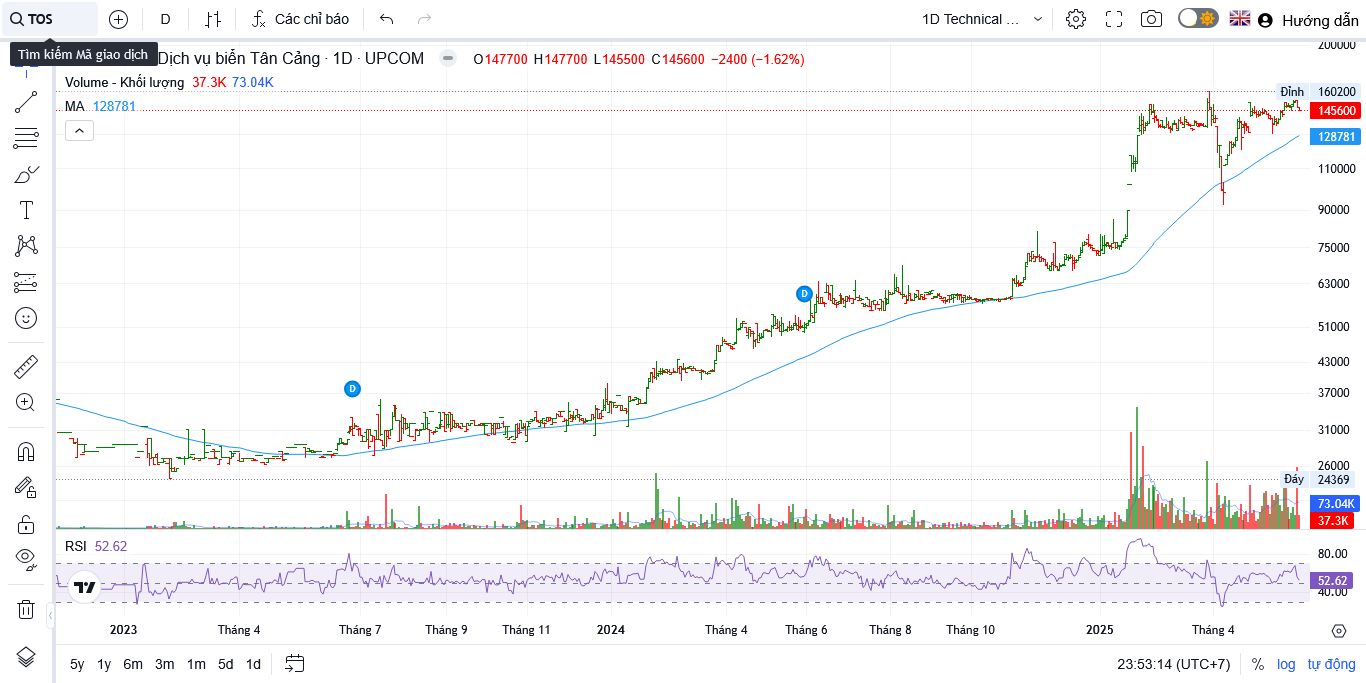 TOS
D
Các chỉ báo
1D Technical ...
Hướng dẫn
Tìm kiếm Mã giao dịch
Dịch vụ biển Tân Cảng · 1D · UPCOM
O147700 H147700 L145500 C145600 −2400 (−1.62%)
Volume - Khối lượng 37.3K 73.04K
MA 128781
200000
Đỉnh 160200
145600
128781
110000
90000
75000
63000
D
51000
43000
D
37000
31000
26000
Đáy 24369
73.04K
37.3K
RSI 52.62
80.00
52.62
40.00
2023 Tháng 4 Tháng 7 Tháng 9 Tháng 11 2024 Tháng 4 Tháng 6 Tháng 8 Tháng 10 2025 Tháng 4
5y 1y 6m 3m 1m 5d 1d
23:53:14 (UTC+7) % log tự động